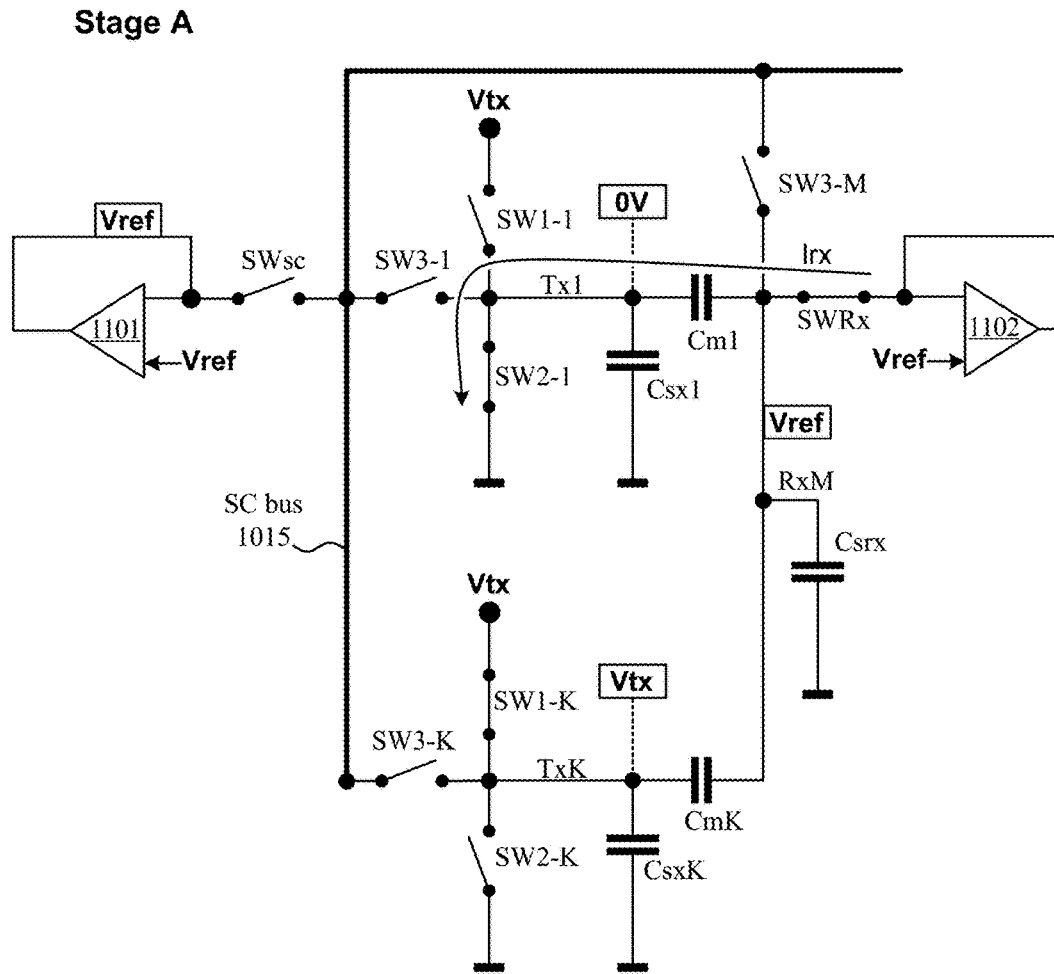 Stage A
Vtx
SW3-M
Vref
0V
SW1-1
Irx
SWsc
SW3-1
Tx1
SWRx
1101
Cm1
1102
Vref
SW2-1
Csx1
Vref
Vref
RxM
SC bus
1015
Csrx
Vtx
Vtx
SW1-K
SW3-K
TxK
CmK
SW2-K
CsxK